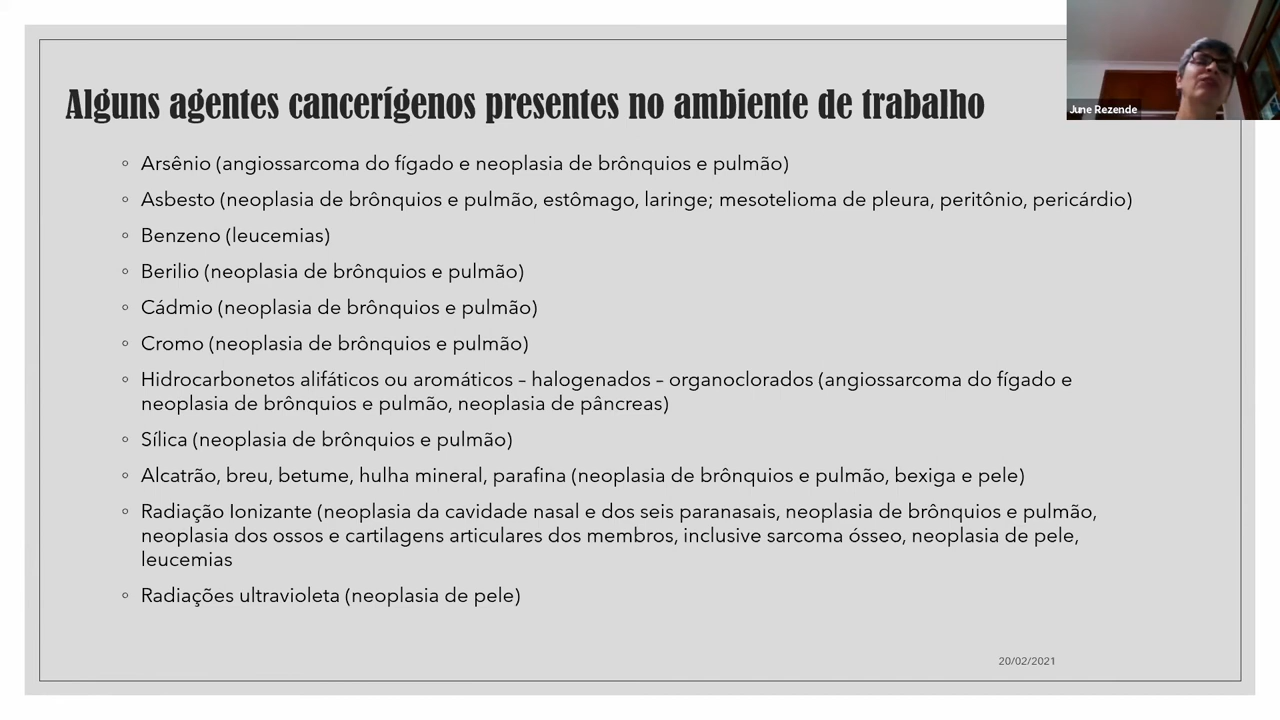 Alguns agentes cancerígenos presentes no ambiente de trabalho
June Rezende
◦ Arsênio (angiossarcoma do fígado e neoplasia de brônquios e pulmão)
◦ Asbesto (neoplasia de brônquios e pulmão, estômago, laringe; mesotelioma de pleura, peritônio, pericárdio)
◦ Benzeno (leucemias)
◦ Berilio (neoplasia de brônquios e pulmão)
◦ Cádmio (neoplasia de brônquios e pulmão)
◦ Cromo (neoplasia de brônquios e pulmão)
◦ Hidrocarbonetos alifáticos ou aromáticos – halogenados – organoclorados (angiossarcoma do fígado e
neoplasia de brônquios e pulmão, neoplasia de pâncreas)
◦ Sílica (neoplasia de brônquios e pulmão)
◦ Alcatrão, breu, betume, hulha mineral, parafina (neoplasia de brônquios e pulmão, bexiga e pele)
◦ Radiação Ionizante (neoplasia da cavidade nasal e dos seis paranasais, neoplasia de brônquios e pulmão,
neoplasia dos ossos e cartilagens articulares dos membros, inclusive sarcoma ósseo, neoplasia de pele,
leucemias
◦ Radiações ultravioleta (neoplasia de pele)
20/02/2021